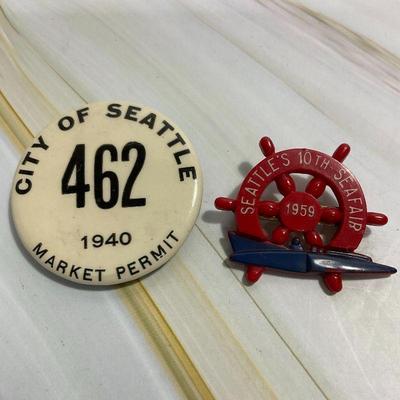 CITY OF SEATTLE
462
1940
MARKET PERMIT
SEATTLE'S 10TH SEAFAIR
1959